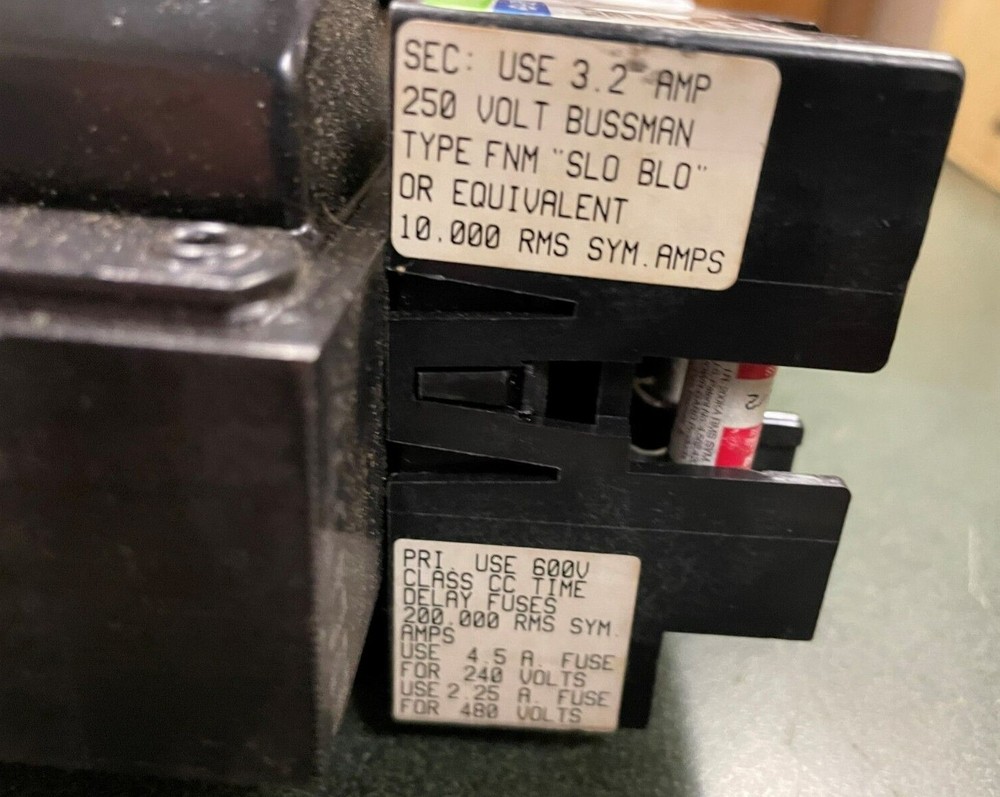 SEC: USE 3.2 AMP
250 VOLT BUSSMAN
TYPE FNM "SLO BLO"
OR EQUIVALENT
10.000 RMS SYM.AMPS
PRI. USE 600V
CLASS CC TIME
DELAY FUSES
200.000 RMS SYM.
AMPS
USE 4.5 A. FUSE
FOR 240 VOLTS
USE 2.25 A. FUSE
FOR 480 VOLTS